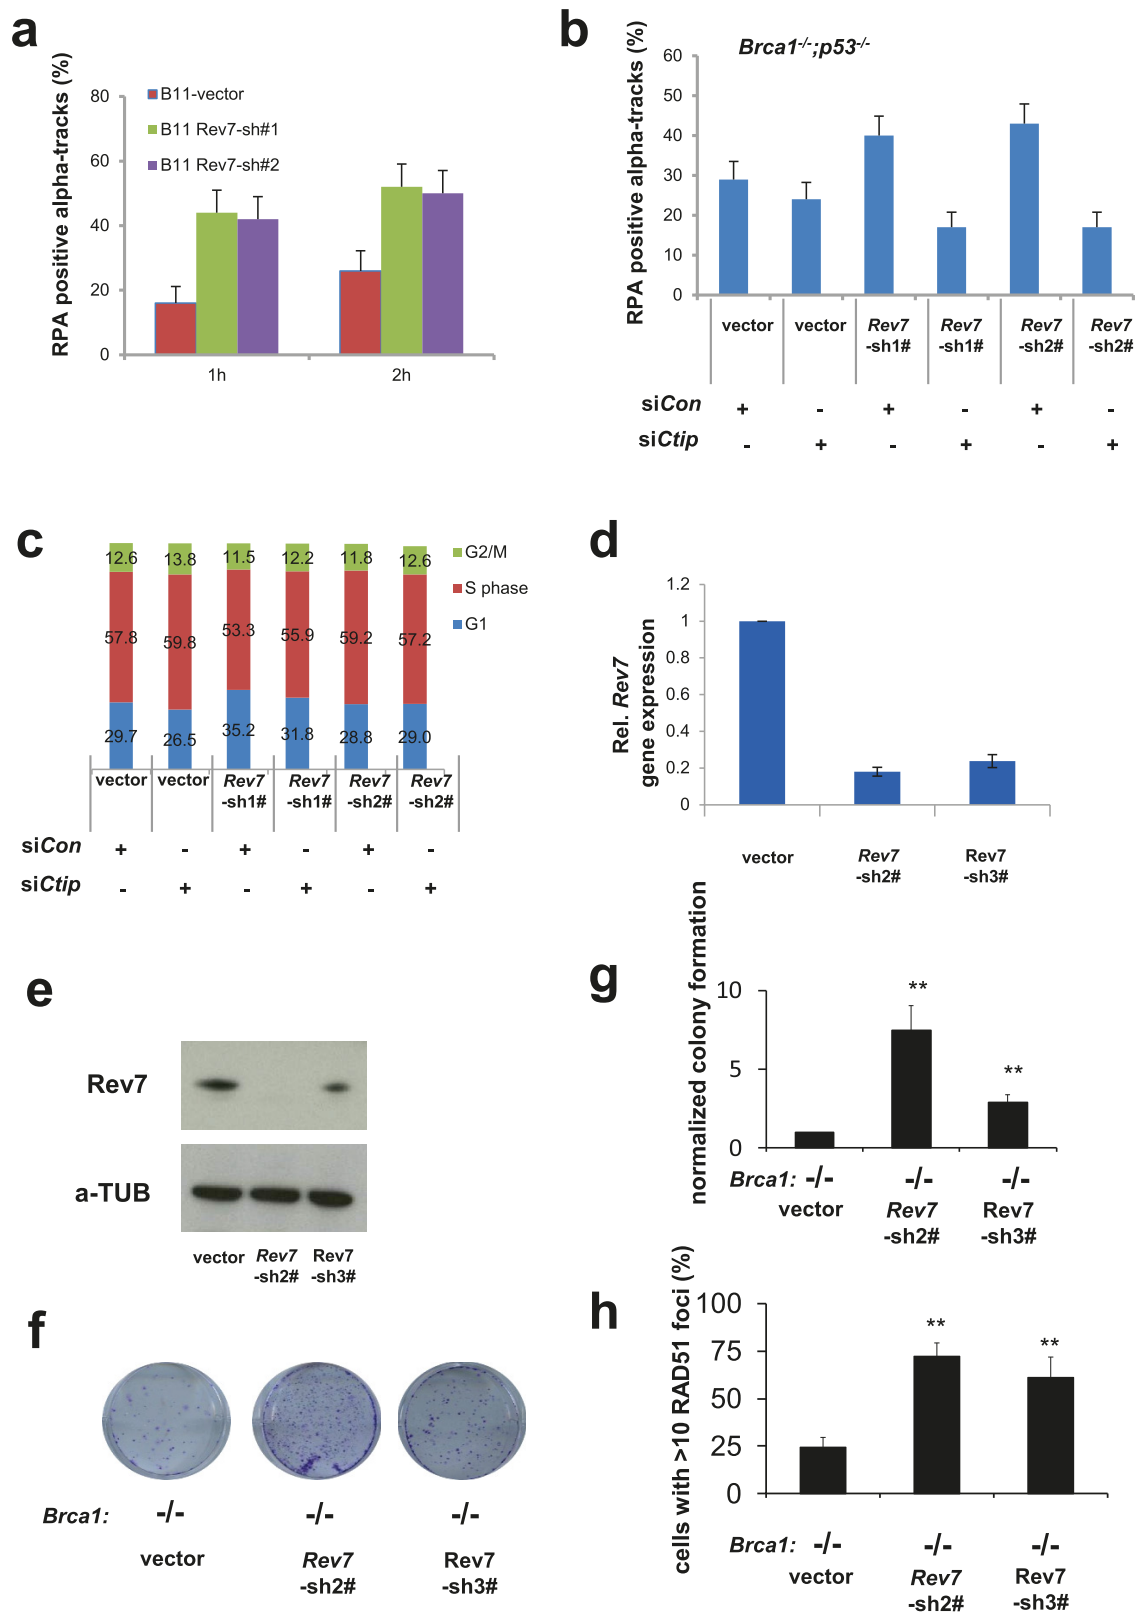 a
RPA positive alpha-tracks (%)
80
60
40
20
0
B11-vector
B11 Rev7-sh#1
B11 Rev7-sh#2
1h
2h
b
Brca1-/-;p53-/-
RPA positive alpha-tracks (%)
60
50
40
30
20
10
0
vector vector Rev7 Rev7 Rev7 Rev7
-sh1# -sh1# -sh2# -sh2#
siCon + - + - + -
siCtip - + - + - +
c
12.6 13.8 11.5 12.2 11.8 12.6
57.8 59.8 53.3 55.9 59.2 57.2
29.7 26.5 35.2 31.8 28.8 29.0
G2/M
S phase
G1
vector vector Rev7 Rev7 Rev7 Rev7
-sh1# -sh1# -sh2# -sh2#
siCon + - + - + -
siCtip - + - + - +
d
Rel. Rev7
gene expression
1.2
1
0.8
0.6
0.4
0.2
0
vector Rev7 Rev7
-sh2# -sh3#
e
Rev7
a-TUB
vector Rev7 Rev7
-sh2# -sh3#
f
Brca1: -/- -/- -/-
vector Rev7 Rev7
-sh2# -sh3#
g
normalized colony formation
10
5
0
**
**
Brca1: -/- -/- -/-
vector Rev7 Rev7
-sh2# -sh3#
h
cells with >10 RAD51 foci (%)
100
75
50
25
0
**
**
Brca1: -/- -/- -/-
vector Rev7 Rev7
-sh2# -sh3#